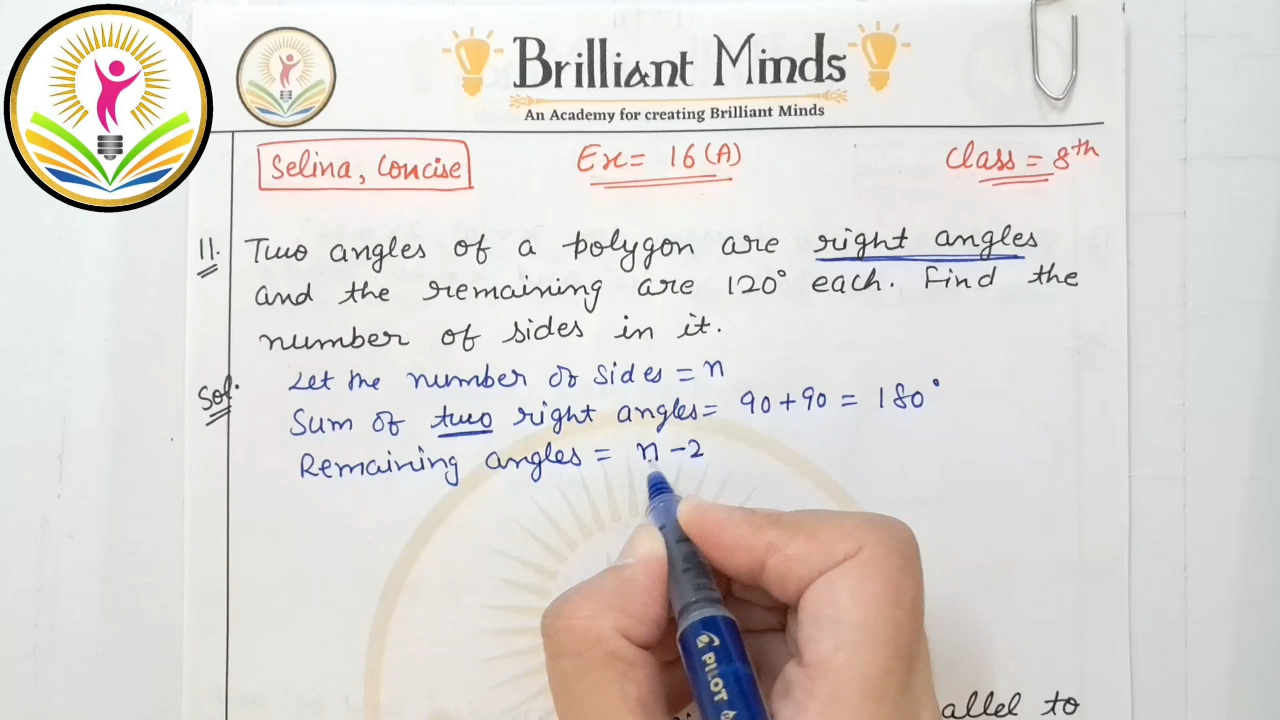 Brilliant Minds
An Academy for creating Brilliant Minds
Selina, Concise
Ex = 16(A)
Class = 8th
11. Two angles of a polygon are right angles
and the remaining are 120° each. Find the
number of sides in it.
Sol. Let the number of sides = n
Sum of two right angles = 90 + 90 = 180°
Remaining angles = n - 2
PILOT
allel to